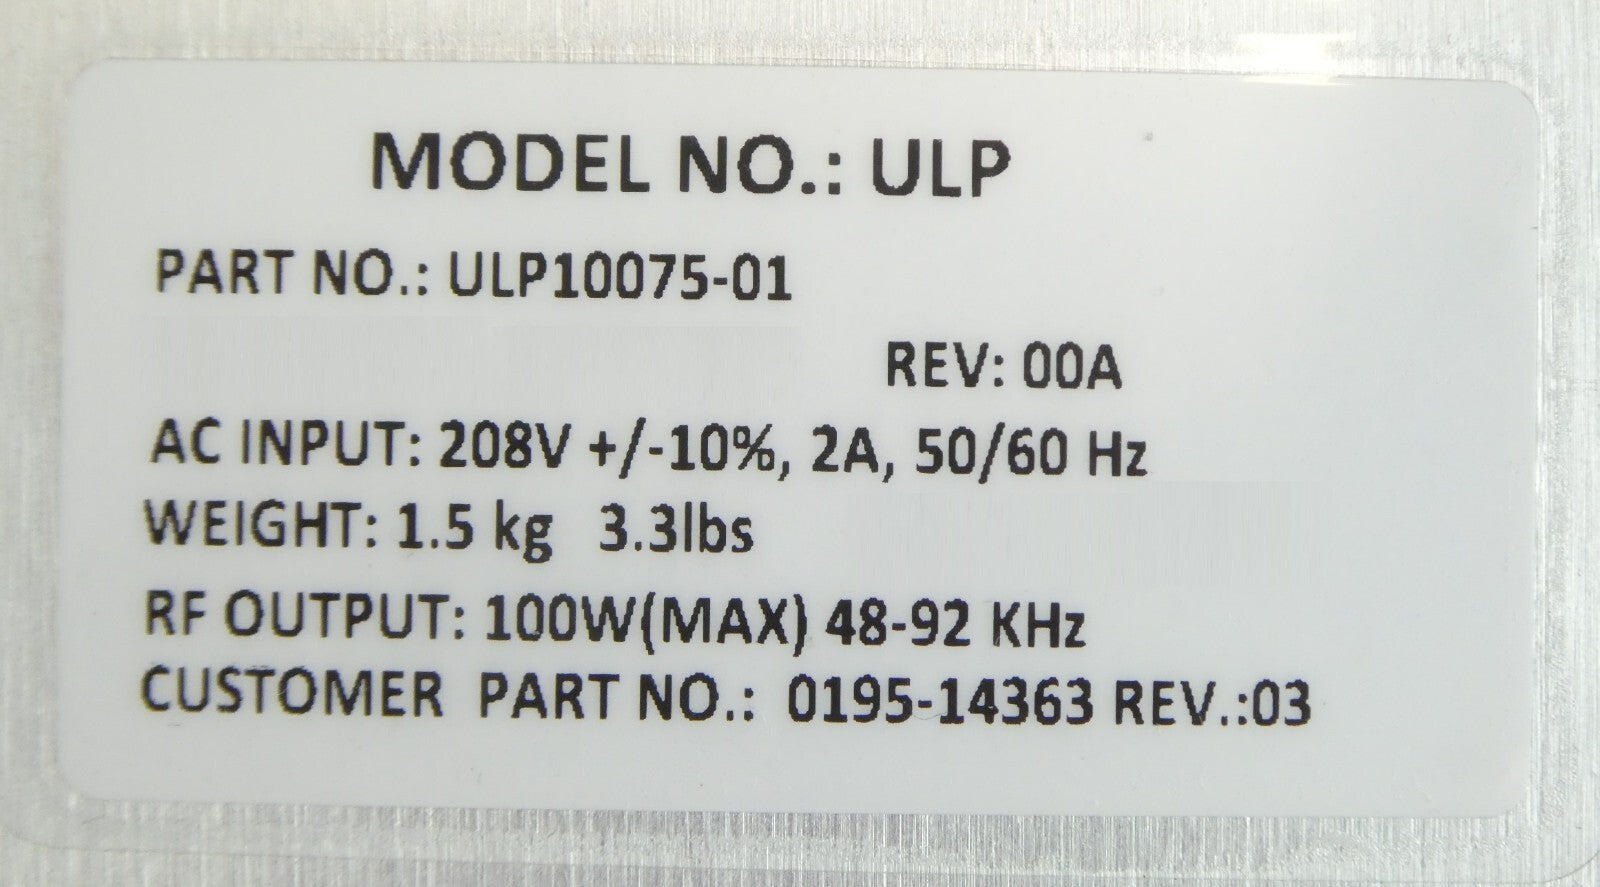 MODEL NO.: ULP
PART NO.: ULP10075-01
REV: 00A
AC INPUT: 208V +/-10%, 2A, 50/60 Hz
WEIGHT: 1.5 kg 3.3lbs
RF OUTPUT: 100W(MAX) 48-92 KHz
CUSTOMER PART NO.: 0195-14363 REV.:03